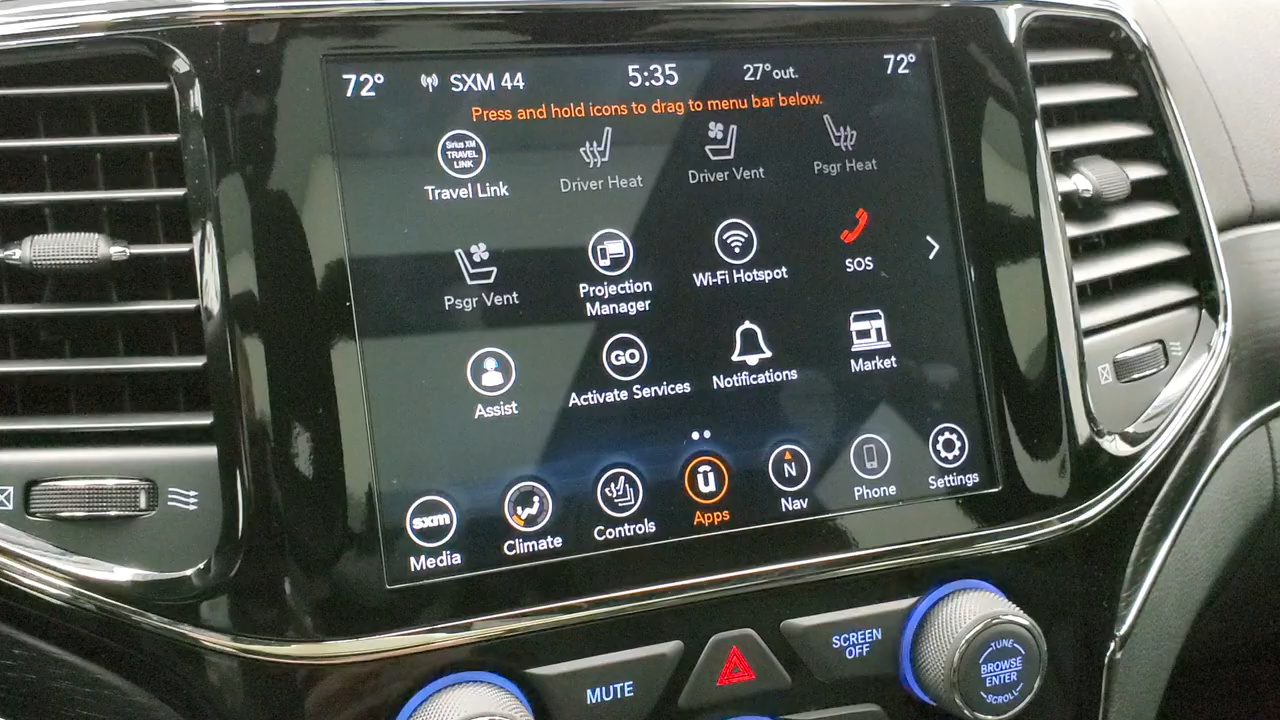 72° SXM 44 5:35 27° out. 72°
Press and hold icons to drag to menu bar below.
Sirius XM
TRAVEL
LINK
Travel Link
Driver Heat
Driver Vent
Psgr Heat
Psgr Vent
Projection
Manager
Wi-Fi Hotspot
SOS
Assist
GO
Activate Services
Notifications
Market
sxm
Media
Climate
Controls
ū
Apps
N
Nav
Phone
Settings
MUTE
SCREEN
OFF
TUNE
BROWSE
ENTER
SCROLL